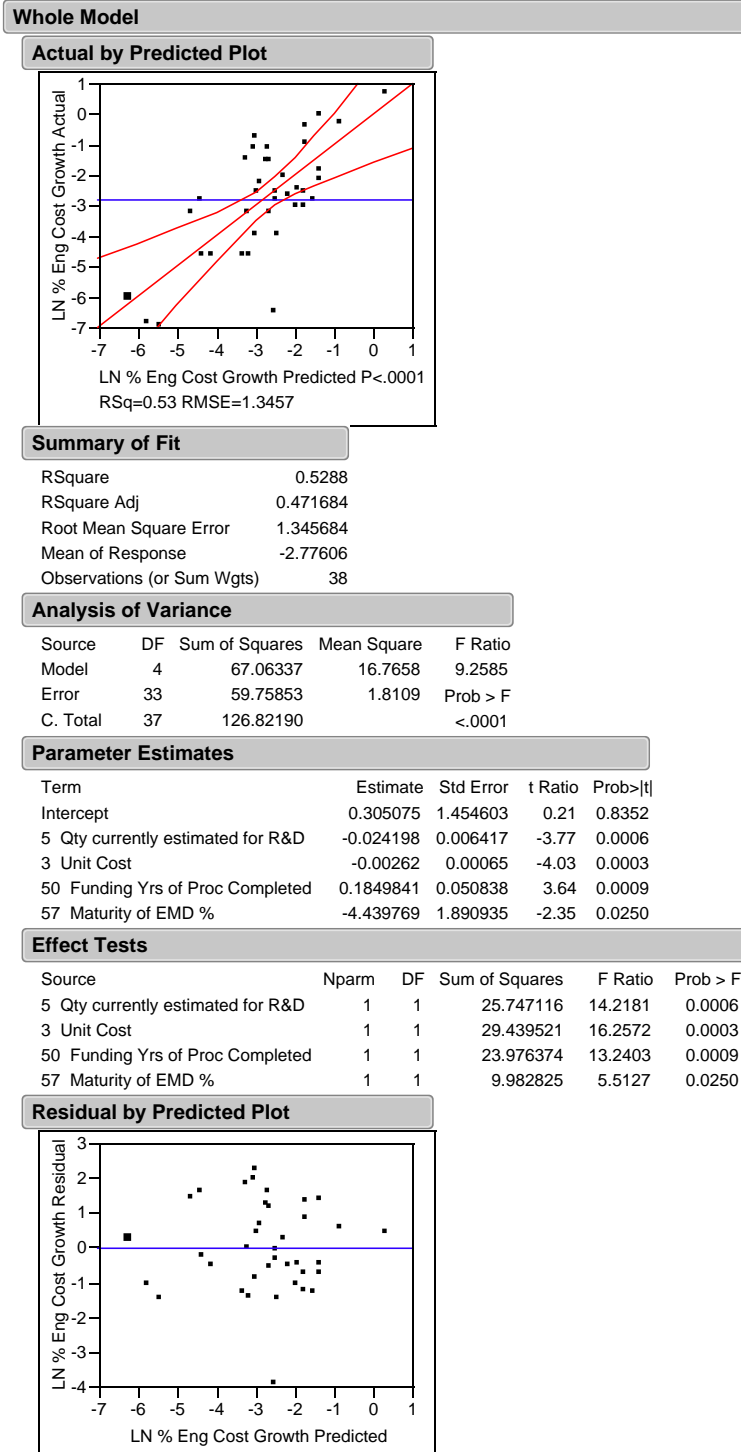 Whole Model
Actual by Predicted Plot
LN % Eng Cost Growth Actual
1
0
-1
-2
-3
-4
-5
-6
-7
-7 -6 -5 -4 -3 -2 -1 0 1
LN % Eng Cost Growth Predicted P<.0001
RSq=0.53 RMSE=1.3457
Summary of Fit
RSquare 0.5288
RSquare Adj 0.471684
Root Mean Square Error 1.345684
Mean of Response -2.77606
Observations (or Sum Wgts) 38
Analysis of Variance
Source DF Sum of Squares Mean Square F Ratio
Model 4 67.06337 16.7658 9.2585
Error 33 59.75853 1.8109 Prob > F
C. Total 37 126.82190 <.0001
Parameter Estimates
Term Estimate Std Error t Ratio Prob>|t|
Intercept 0.305075 1.454603 0.21 0.8352
5 Qty currently estimated for R&D -0.024198 0.006417 -3.77 0.0006
3 Unit Cost -0.00262 0.00065 -4.03 0.0003
50 Funding Yrs of Proc Completed 0.1849841 0.050838 3.64 0.0009
57 Maturity of EMD % -4.439769 1.890935 -2.35 0.0250
Effect Tests
Source Nparm DF Sum of Squares F Ratio Prob > F
5 Qty currently estimated for R&D 1 1 25.747116 14.2181 0.0006
3 Unit Cost 1 1 29.439521 16.2572 0.0003
50 Funding Yrs of Proc Completed 1 1 23.976374 13.2403 0.0009
57 Maturity of EMD % 1 1 9.982825 5.5127 0.0250
Residual by Predicted Plot
LN % Eng Cost Growth Residual
3
2
1
0
-1
-2
-3
-4
-7 -6 -5 -4 -3 -2 -1 0 1
LN % Eng Cost Growth Predicted